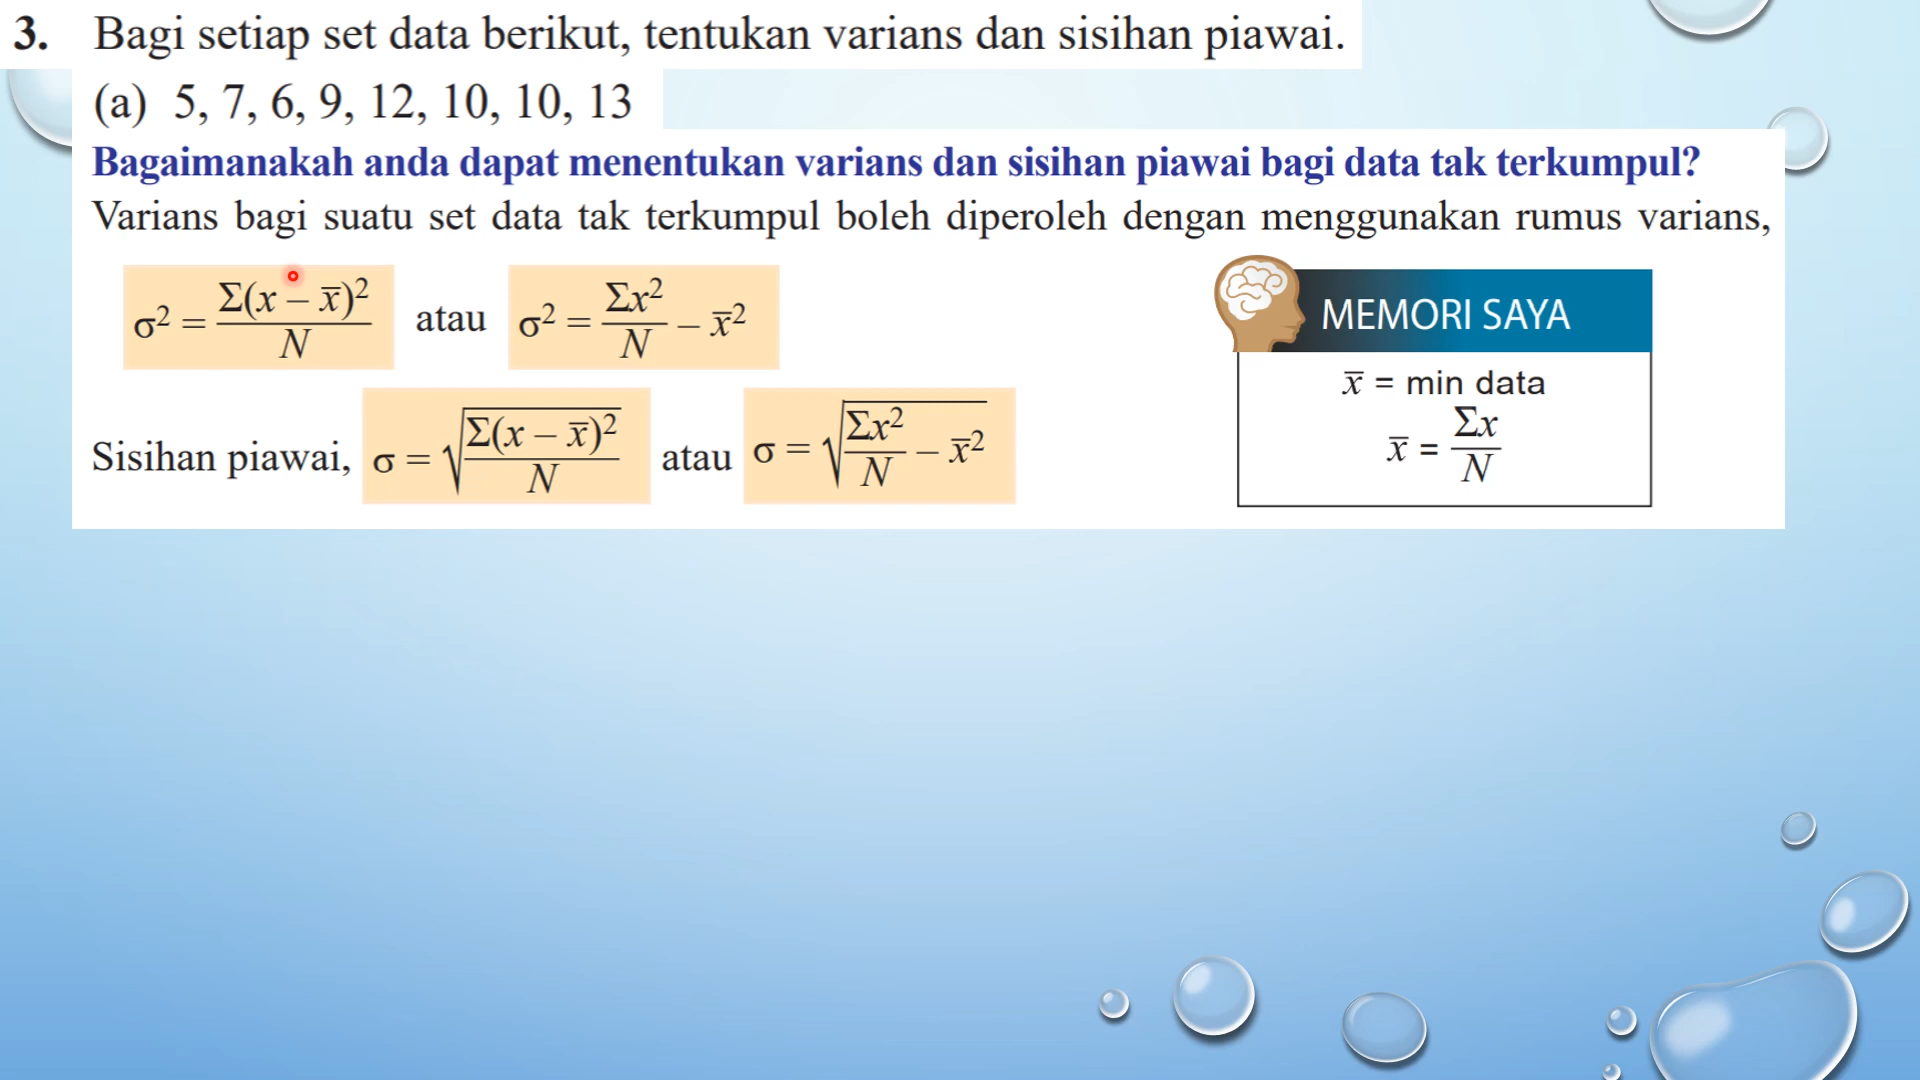 3. Bagi setiap set data berikut, tentukan varians dan sisihan piawai.
(a) 5, 7, 6, 9, 12, 10, 10, 13
Bagaimanakah anda dapat menentukan varians dan sisihan piawai bagi data tak terkumpul?
Varians bagi suatu set data tak terkumpul boleh diperoleh dengan menggunakan rumus varians,
σ² = Σ(x – x̅)²/N atau σ² = Σx²/N – x̅²
Sisihan piawai, σ = √(Σ(x – x̅)²/N) atau σ = √(Σx²/N – x̅²)
MEMORI SAYA
x̅ = min data
x̅ = Σx/N